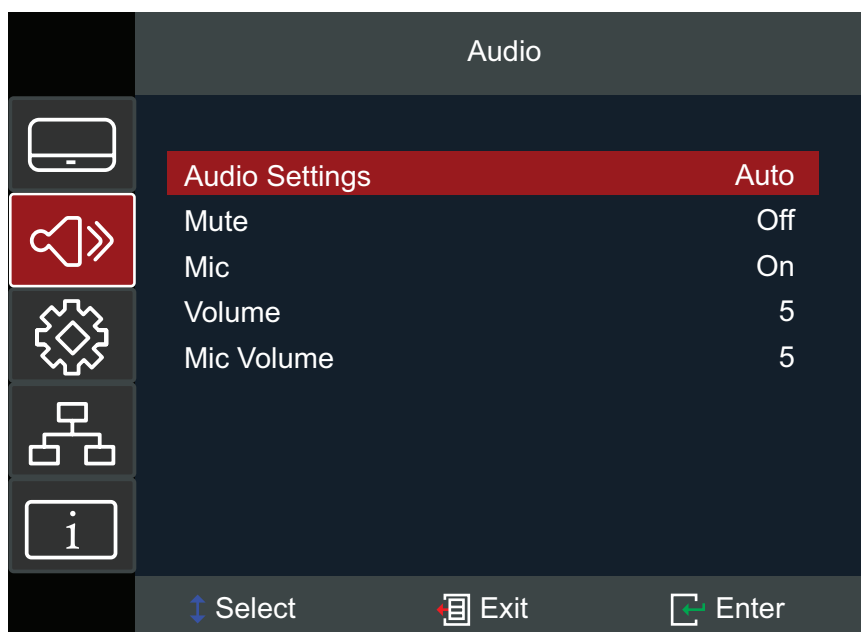 Audio
Audio Settings Auto
Mute Off
Mic On
Volume 5
Mic Volume 5
i
Select Exit Enter